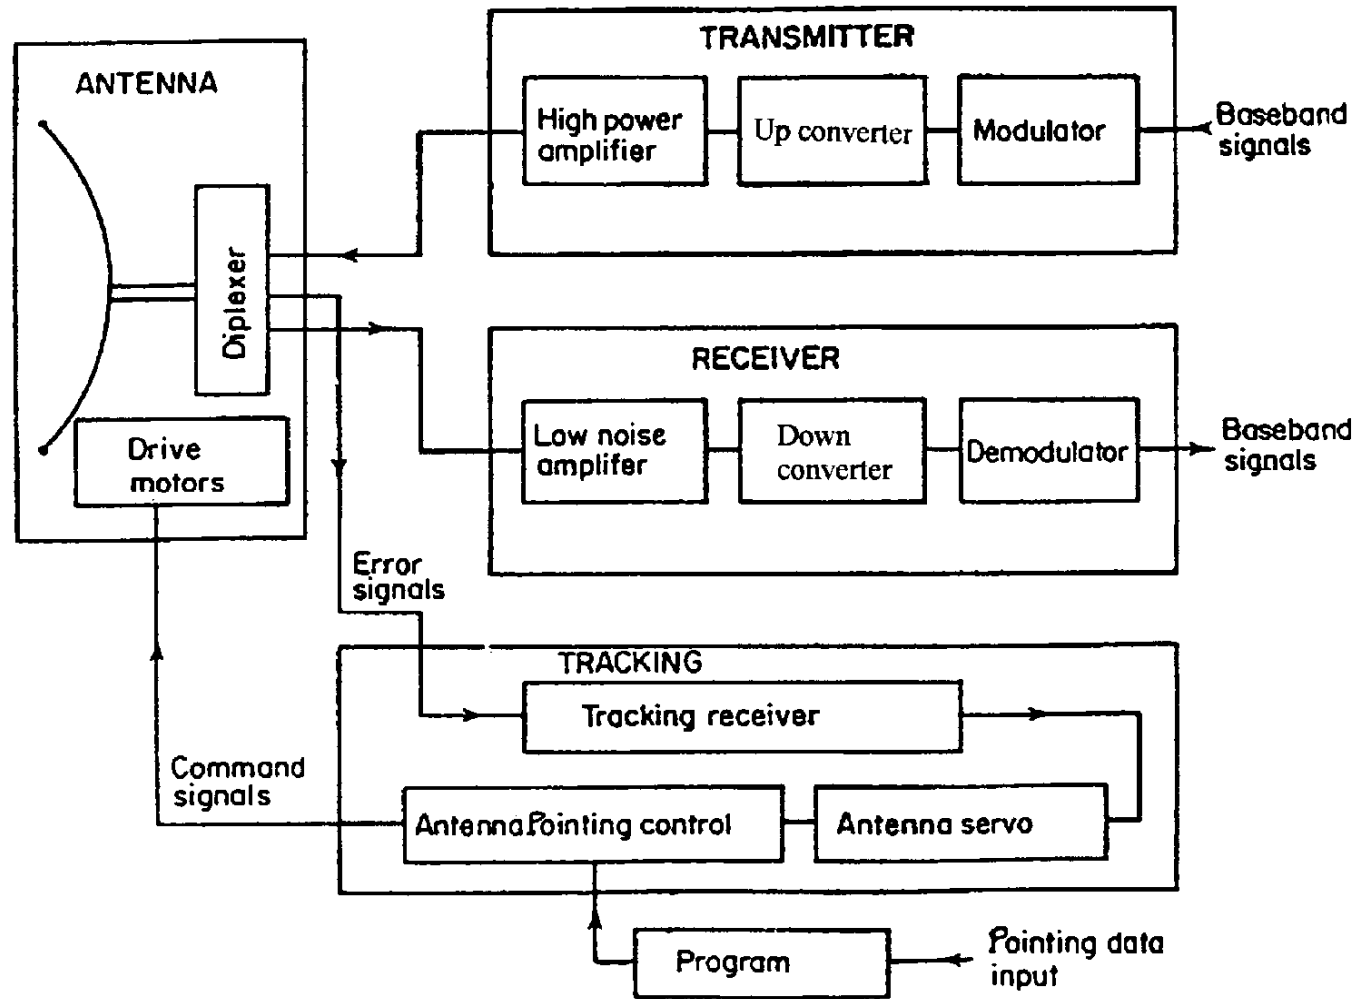 TRANSMITTER
ANTENNA
High power
amplifier
Up converter
Modulator
Baseband
signals
Diplexer
RECEIVER
Low noise
amplifer
Down
converter
Demodulator
Baseband
signals
Drive
motors
Error
signals
TRACKING
Tracking receiver
Command
signals
Antenna Pointing control
Antenna servo
Program
Pointing data
input